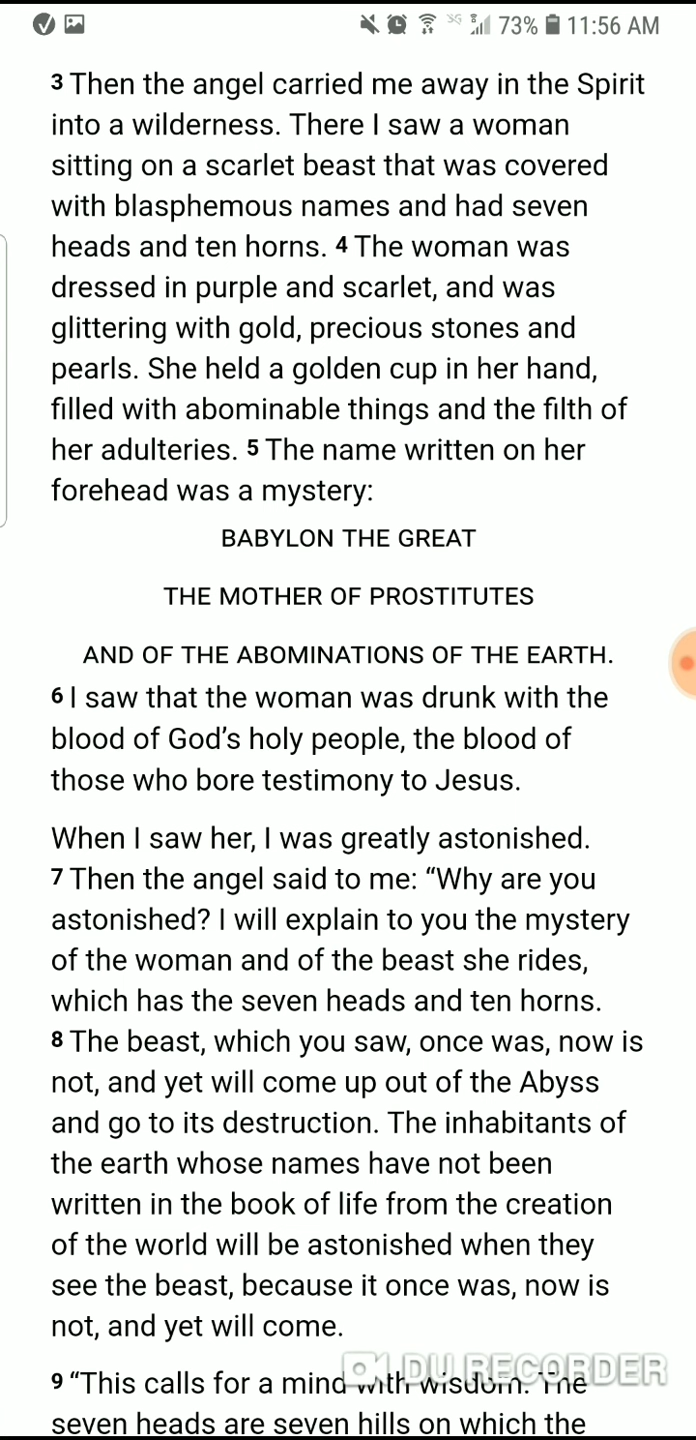 3G 73% 11:56 AM
3 Then the angel carried me away in the Spirit
into a wilderness. There I saw a woman
sitting on a scarlet beast that was covered
with blasphemous names and had seven
heads and ten horns. 4 The woman was
dressed in purple and scarlet, and was
glittering with gold, precious stones and
pearls. She held a golden cup in her hand,
filled with abominable things and the filth of
her adulteries. 5 The name written on her
forehead was a mystery:
BABYLON THE GREAT
THE MOTHER OF PROSTITUTES
AND OF THE ABOMINATIONS OF THE EARTH.
6 I saw that the woman was drunk with the
blood of God’s holy people, the blood of
those who bore testimony to Jesus.
When I saw her, I was greatly astonished.
7 Then the angel said to me: “Why are you
astonished? I will explain to you the mystery
of the woman and of the beast she rides,
which has the seven heads and ten horns.
8 The beast, which you saw, once was, now is
not, and yet will come up out of the Abyss
and go to its destruction. The inhabitants of
the earth whose names have not been
written in the book of life from the creation
of the world will be astonished when they
see the beast, because it once was, now is
not, and yet will come.
DU RECORDER
9 “This calls for a mind with wisdom. The
seven heads are seven hills on which the